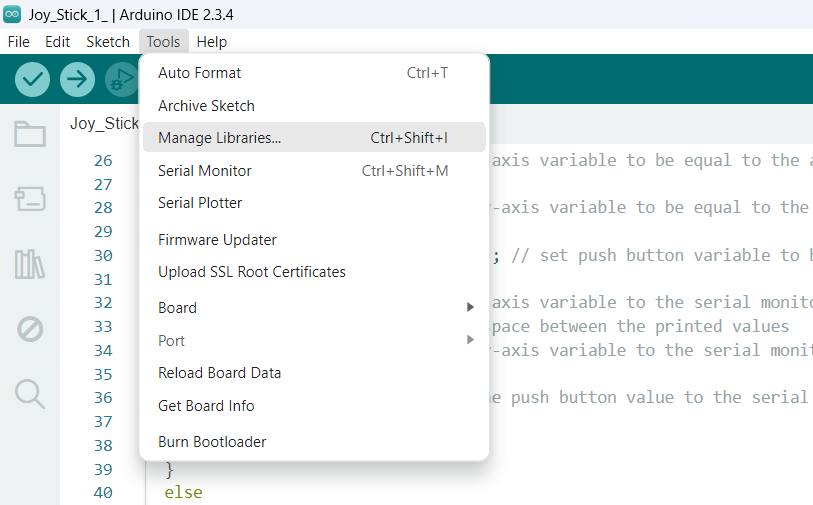 Joy_Stick_1_ | Arduino IDE 2.3.4
File Edit Sketch Tools Help
Auto Format Ctrl+T
Archive Sketch
Manage Libraries... Ctrl+Shift+I
Serial Monitor Ctrl+Shift+M
Serial Plotter
Firmware Updater
Upload SSL Root Certificates
Board
Port
Reload Board Data
Get Board Info
Burn Bootloader
Joy_Stick
26 axis variable to be equal to the a
27
28 -axis variable to be equal to the
29
30 ; // set push button variable to b
31
32 axis variable to the serial monito
33 space between the printed values
34 -axis variable to the serial monit
35
36 e push button value to the serial
37
38
39 }
40 else